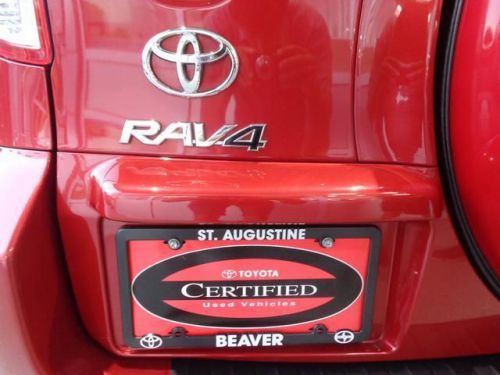 RAV4
ST. AUGUSTINE
TOYOTA
CERTIFIED
Used Vehicles
BEAVER